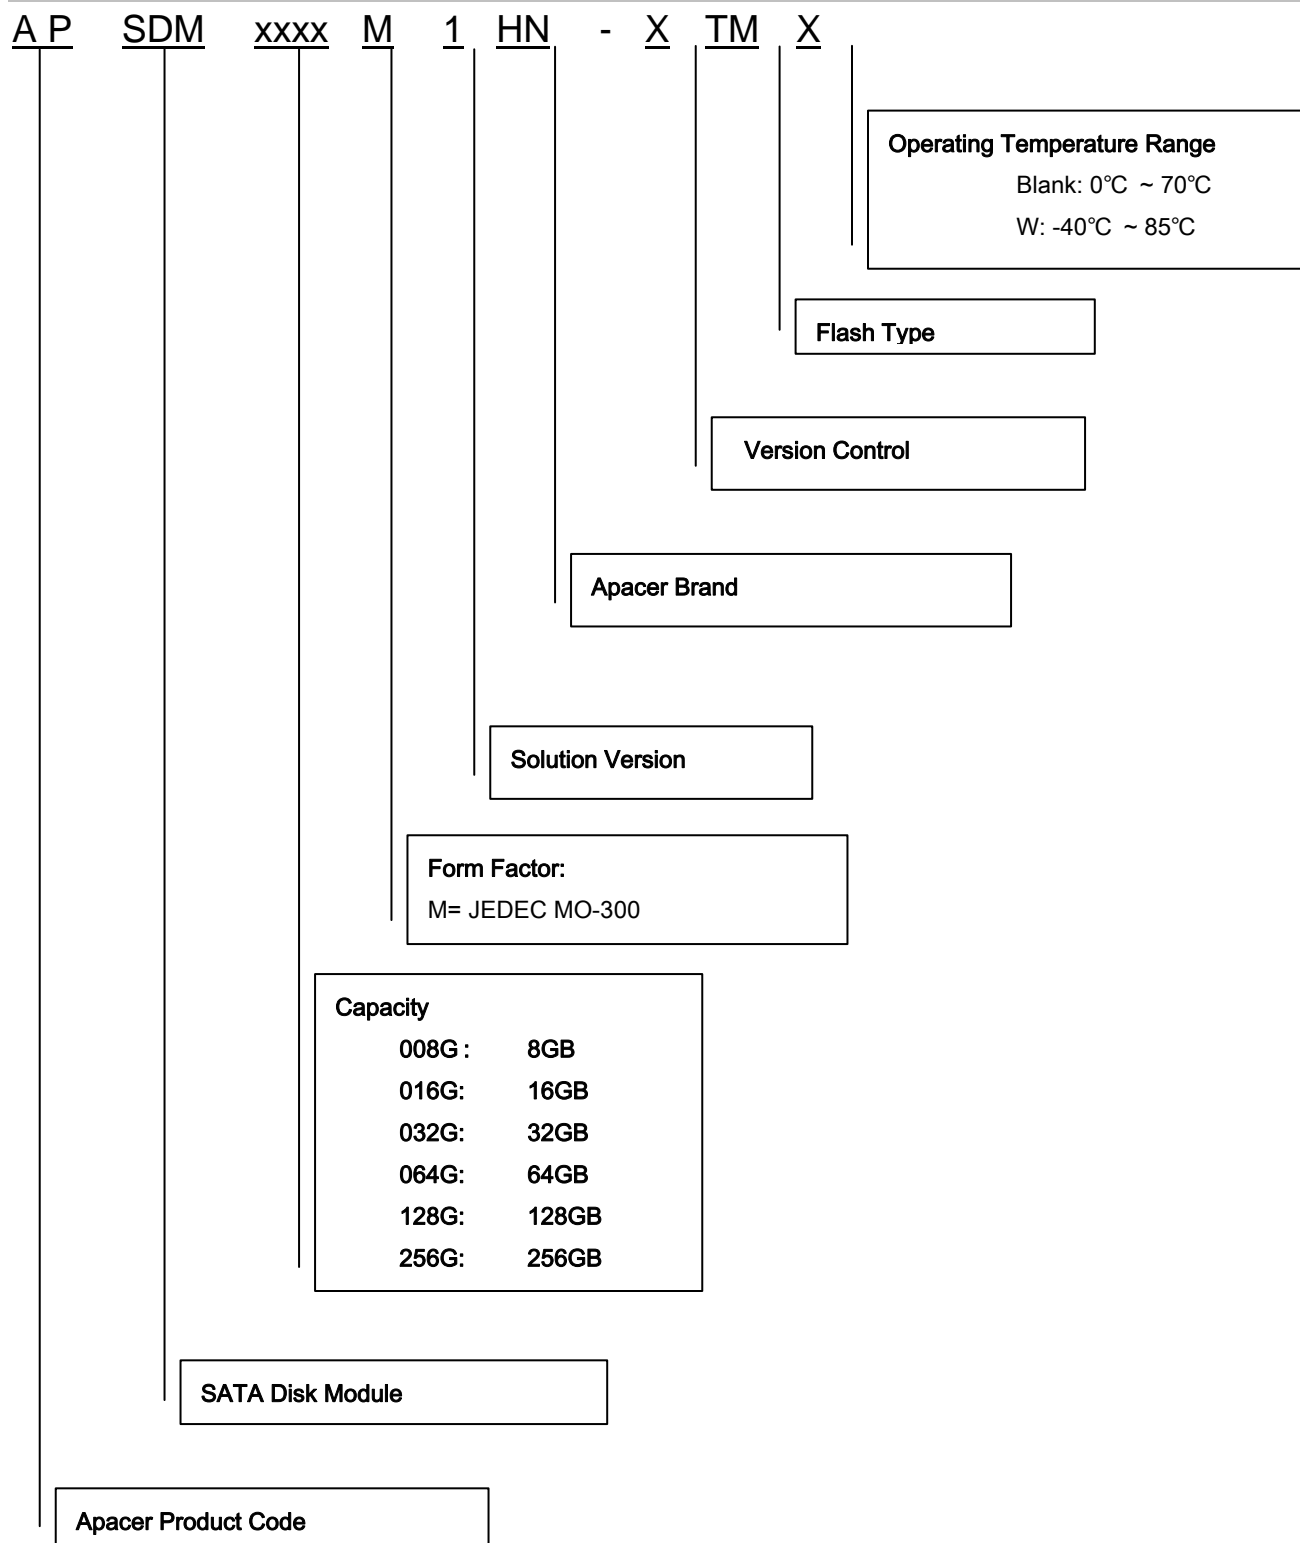 A P SDM xxxx M 1 HN - X TM X
Operating Temperature Range
Blank: 0℃ ~ 70℃
W: -40℃ ~ 85℃
Flash Type
Version Control
Apacer Brand
Solution Version
Form Factor:
M= JEDEC MO-300
Capacity
008G : 8GB
016G: 16GB
032G: 32GB
064G: 64GB
128G: 128GB
256G: 256GB
SATA Disk Module
Apacer Product Code